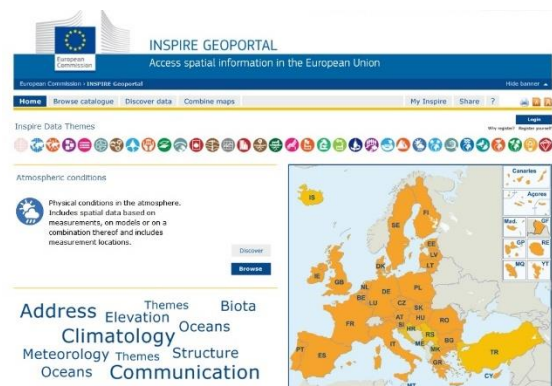 European
Commission
INSPIRE GEOPORTAL
Access spatial information in the European Union
European Commission > INSPIRE Geoportal
Hide banner
Home Browse catalogue Discover data Combine maps My Inspire Share ?
Login
Inspire Data Themes
Why register? Register yourself
Atmospheric conditions
Physical conditions in the atmosphere.
Includes spatial data based on
measurements, on models or on a
combination thereof and includes
measurement locations.
Discover
Browse
Address Elevation Themes Biota
Climatology Oceans
Meteorology Themes Structure
Oceans Communication
Canarias
Açores
Mad. GF
GP RE
MQ YT
IS
FI
SE
EE
LV
LT
DK
IE
GB
NL
BE
LU
DE
PL
CZ
SK
AT
HU
RO
FR
SI
HR
RS
BG
IT
ME
MK
PT
ES
GR
TR
CY
MT